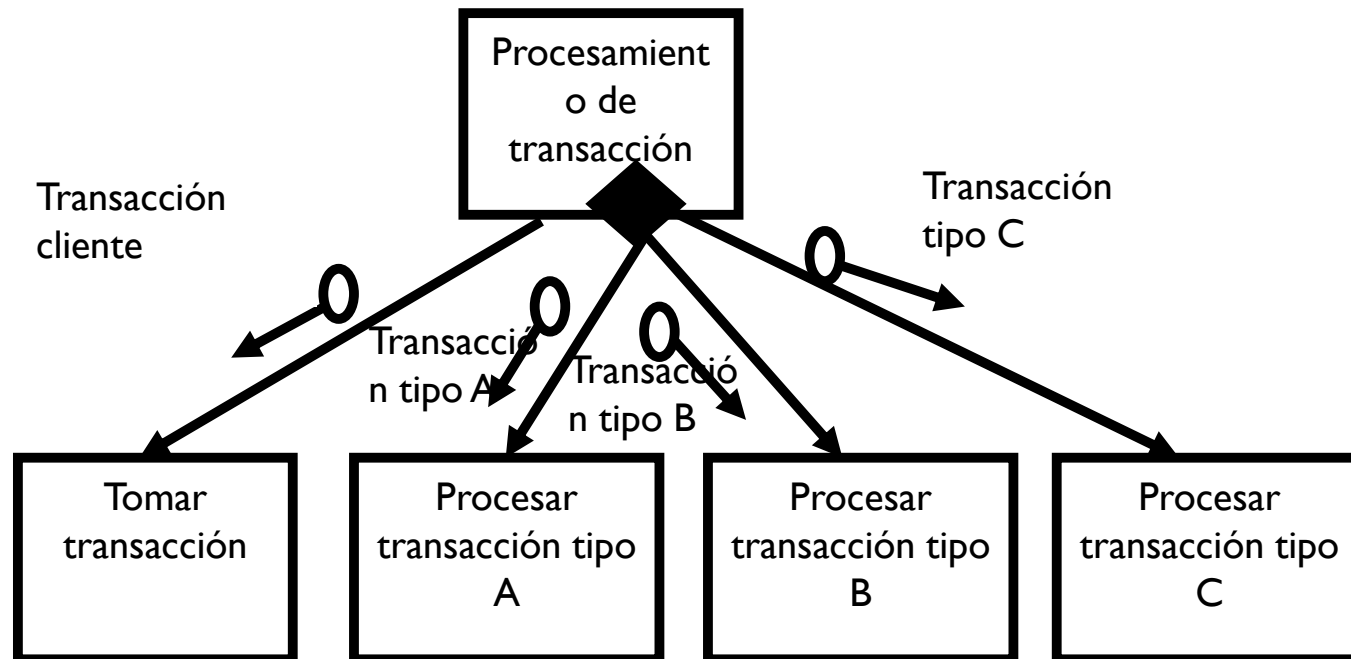 Procesamient
o de
transacción
Transacción
cliente
Transacción
tipo C
Transacció
n tipo A
Transacció
n tipo B
Tomar
transacción
Procesar
transacción tipo
A
Procesar
transacción tipo
B
Procesar
transacción tipo
C